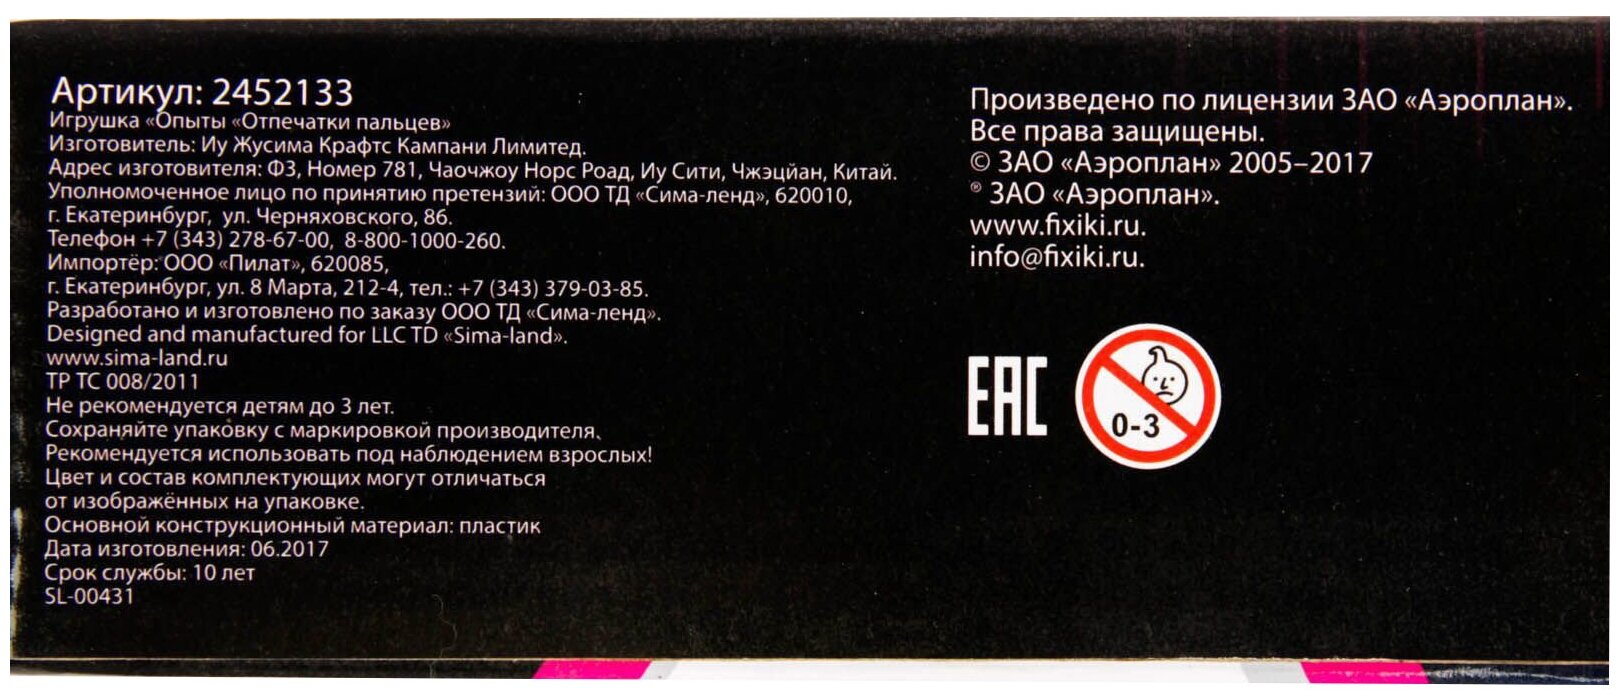 Артикул: 2452133
Игрушка «Опыты «Отпечатки пальцев»
Изготовитель: Иу Жусима Крафтс Кампани Лимитед.
Адрес изготовителя: Ф3, Номер 781, Чаочжоу Норс Роад, Иу Сити, Чжэцйан, Китай.
Уполномоченное лицо по принятию претензий: ООО ТД «Сима-ленд», 620010,
г. Екатеринбург, ул. Черняховского, 86.
Телефон +7 (343) 278-67-00, 8-800-1000-260.
Импортёр: ООО «Пилат», 620085,
г. Екатеринбург, ул. 8 Марта, 212-4, тел.: +7 (343) 379-03-85.
Разработано и изготовлено по заказу ООО ТД «Сима-ленд».
Designed and manufactured for LLC TD «Sima-land».
www.sima-land.ru
ТР ТС 008/2011
Не рекомендуется детям до 3 лет.
Сохраняйте упаковку с маркировкой производителя.
Рекомендуется использовать под наблюдением взрослых!
Цвет и состав комплектующих могут отличаться
от изображённых на упаковке.
Основной конструкционный материал: пластик
Дата изготовления: 06.2017
Срок службы: 10 лет
SL-00431
Произведено по лицензии ЗАО «Аэроплан».
Все права защищены.
© ЗАО «Аэроплан» 2005–2017
® ЗАО «Аэроплан».
www.fixiki.ru.
info@fixiki.ru.
EAC
0-3